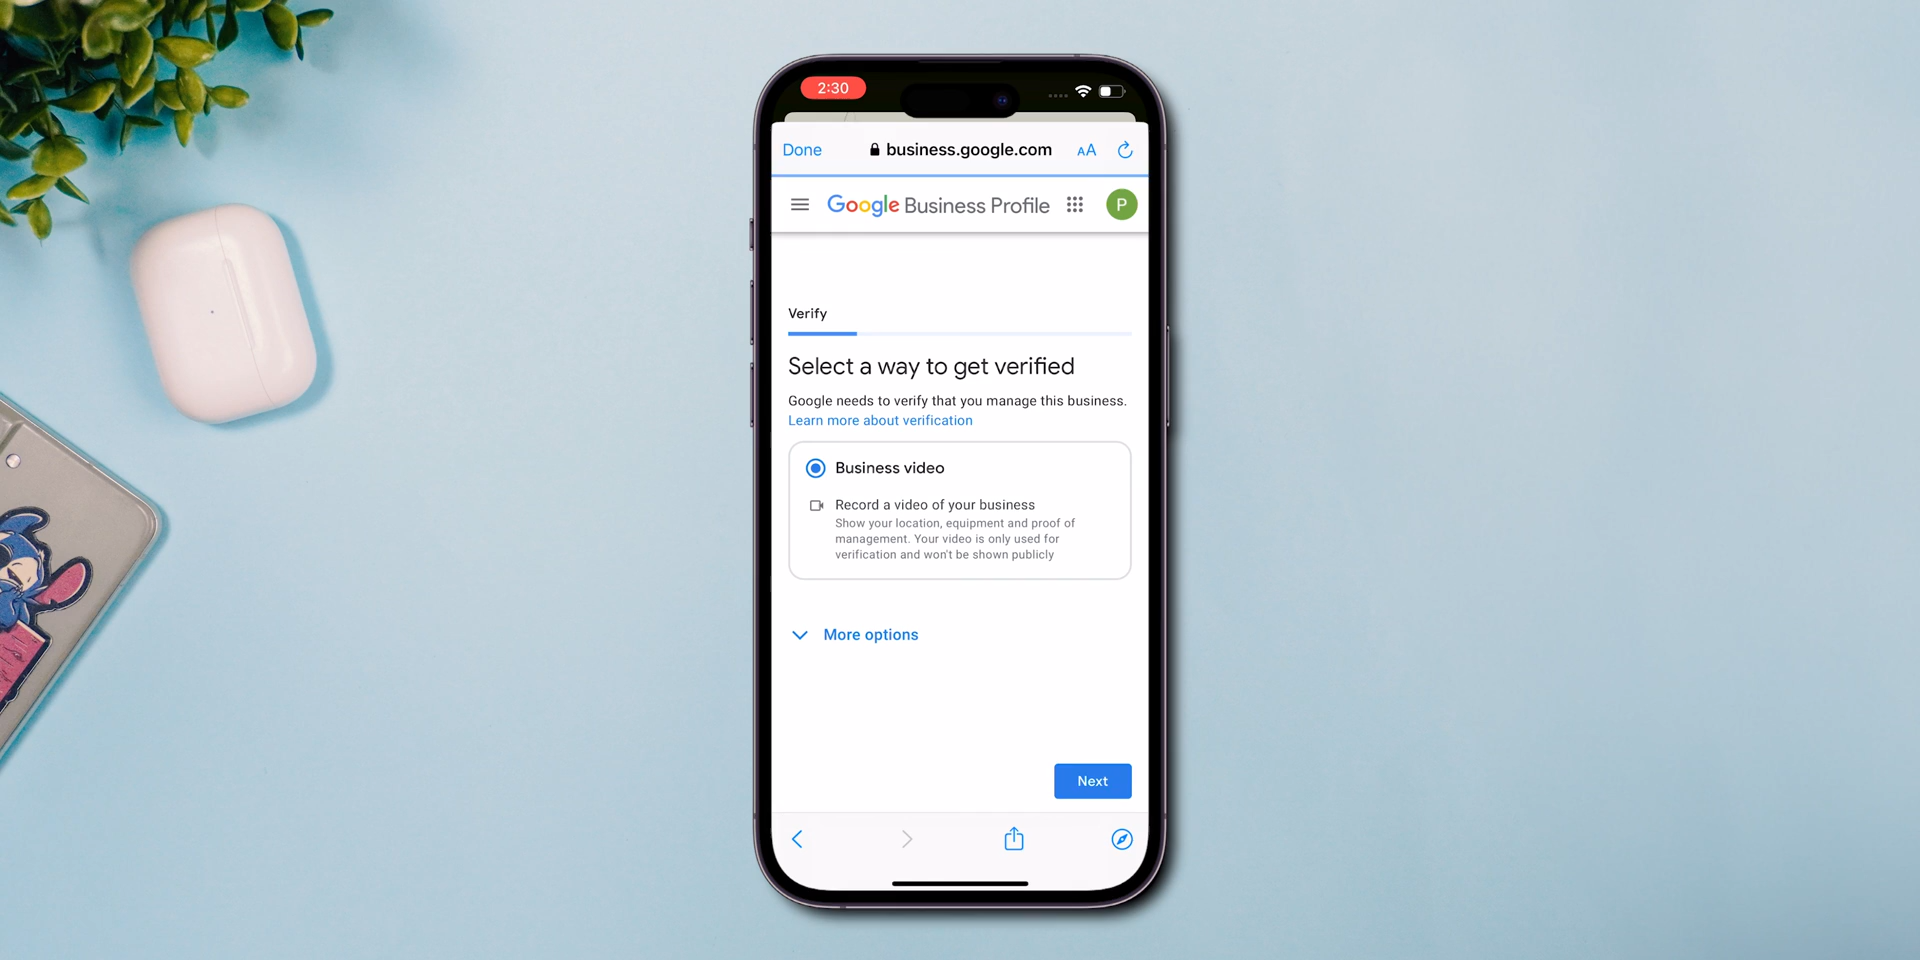 2:30
Done
business.google.com
AA
Google Business Profile
P
Verify
Select a way to get verified
Google needs to verify that you manage this business.
Learn more about verification
Business video
Record a video of your business
Show your location, equipment and proof of
management. Your video is only used for
verification and won't be shown publicly
More options
Next